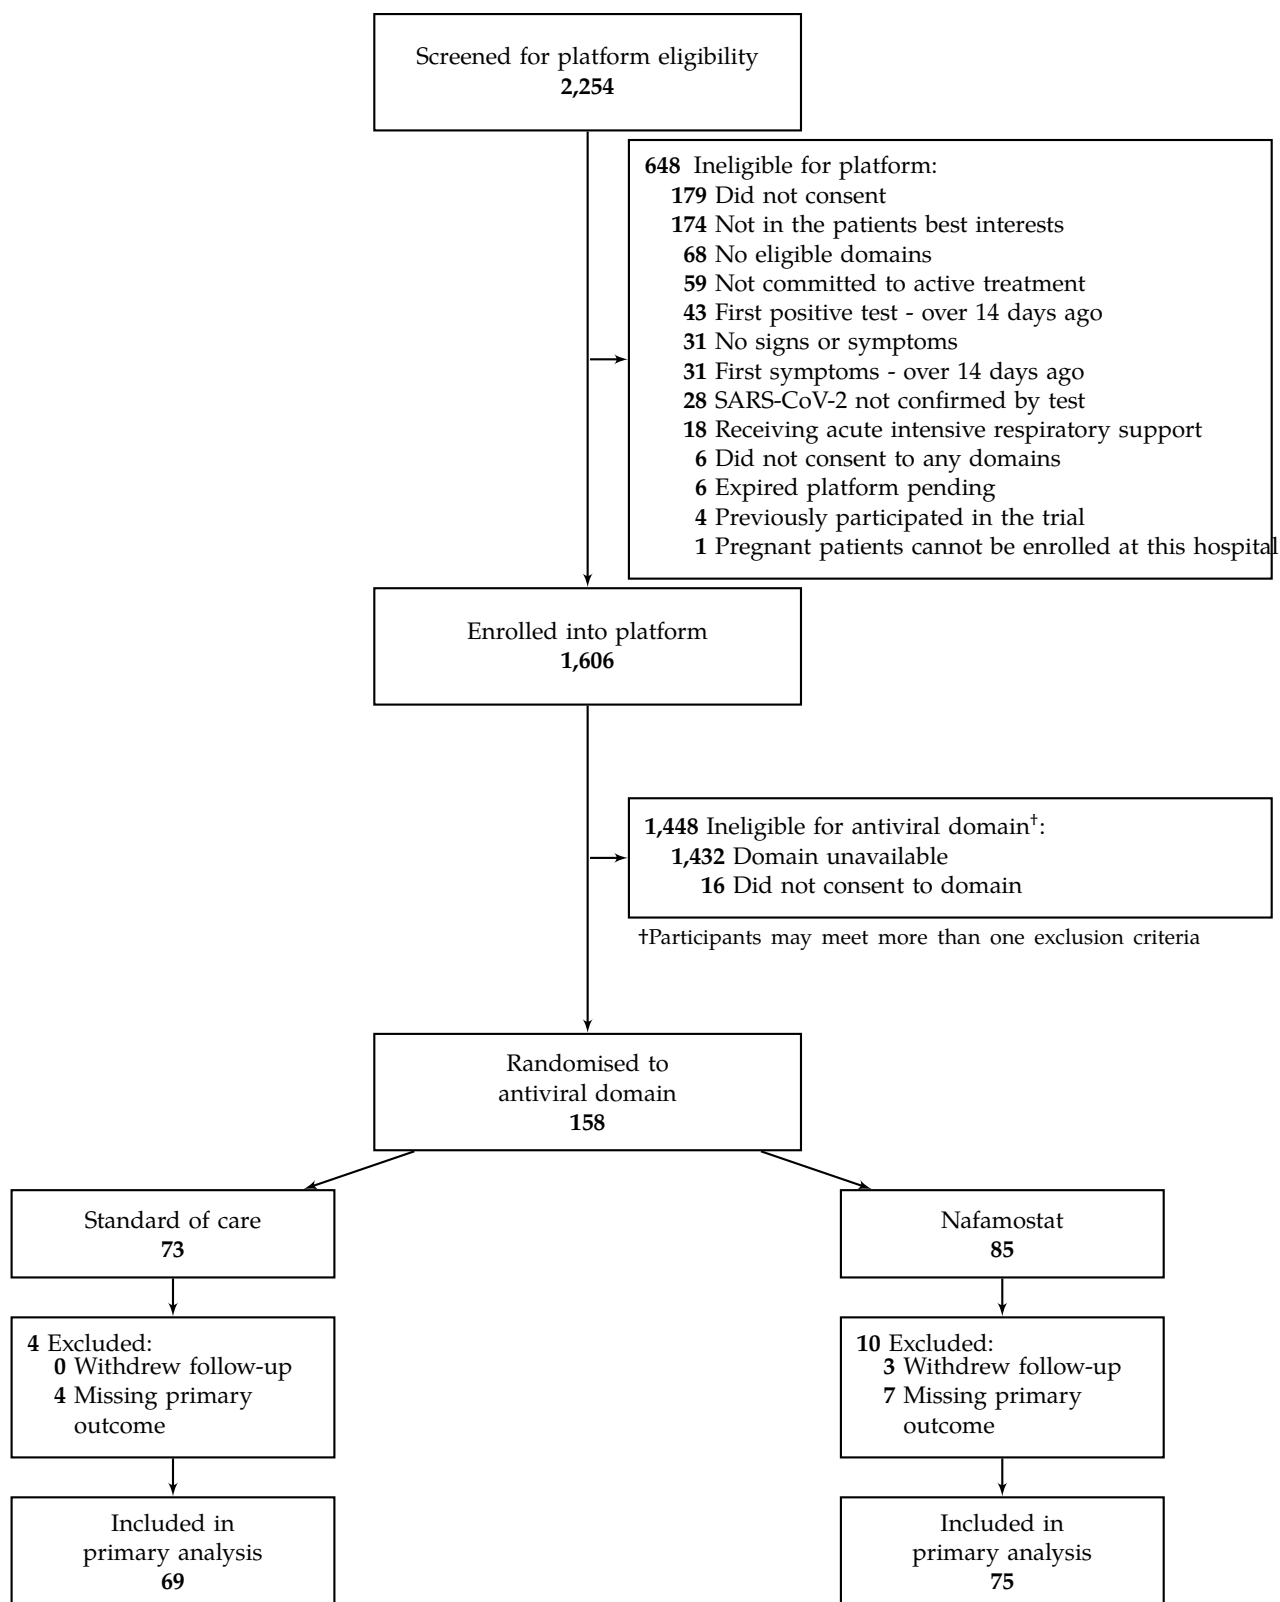 Screened for platform eligibility
2,254
648 Ineligible for platform:
179 Did not consent
174 Not in the patients best interests
68 No eligible domains
59 Not committed to active treatment
43 First positive test - over 14 days ago
31 No signs or symptoms
31 First symptoms - over 14 days ago
28 SARS-CoV-2 not confirmed by test
18 Receiving acute intensive respiratory support
6 Did not consent to any domains
6 Expired platform pending
4 Previously participated in the trial
1 Pregnant patients cannot be enrolled at this hospital
Enrolled into platform
1,606
1,448 Ineligible for antiviral domain†:
1,432 Domain unavailable
16 Did not consent to domain
†Participants may meet more than one exclusion criteria
Randomised to
antiviral domain
158
Standard of care
73
Nafamostat
85
4 Excluded:
0 Withdrew follow-up
4 Missing primary
outcome
10 Excluded:
3 Withdrew follow-up
7 Missing primary
outcome
Included in
primary analysis
69
Included in
primary analysis
75